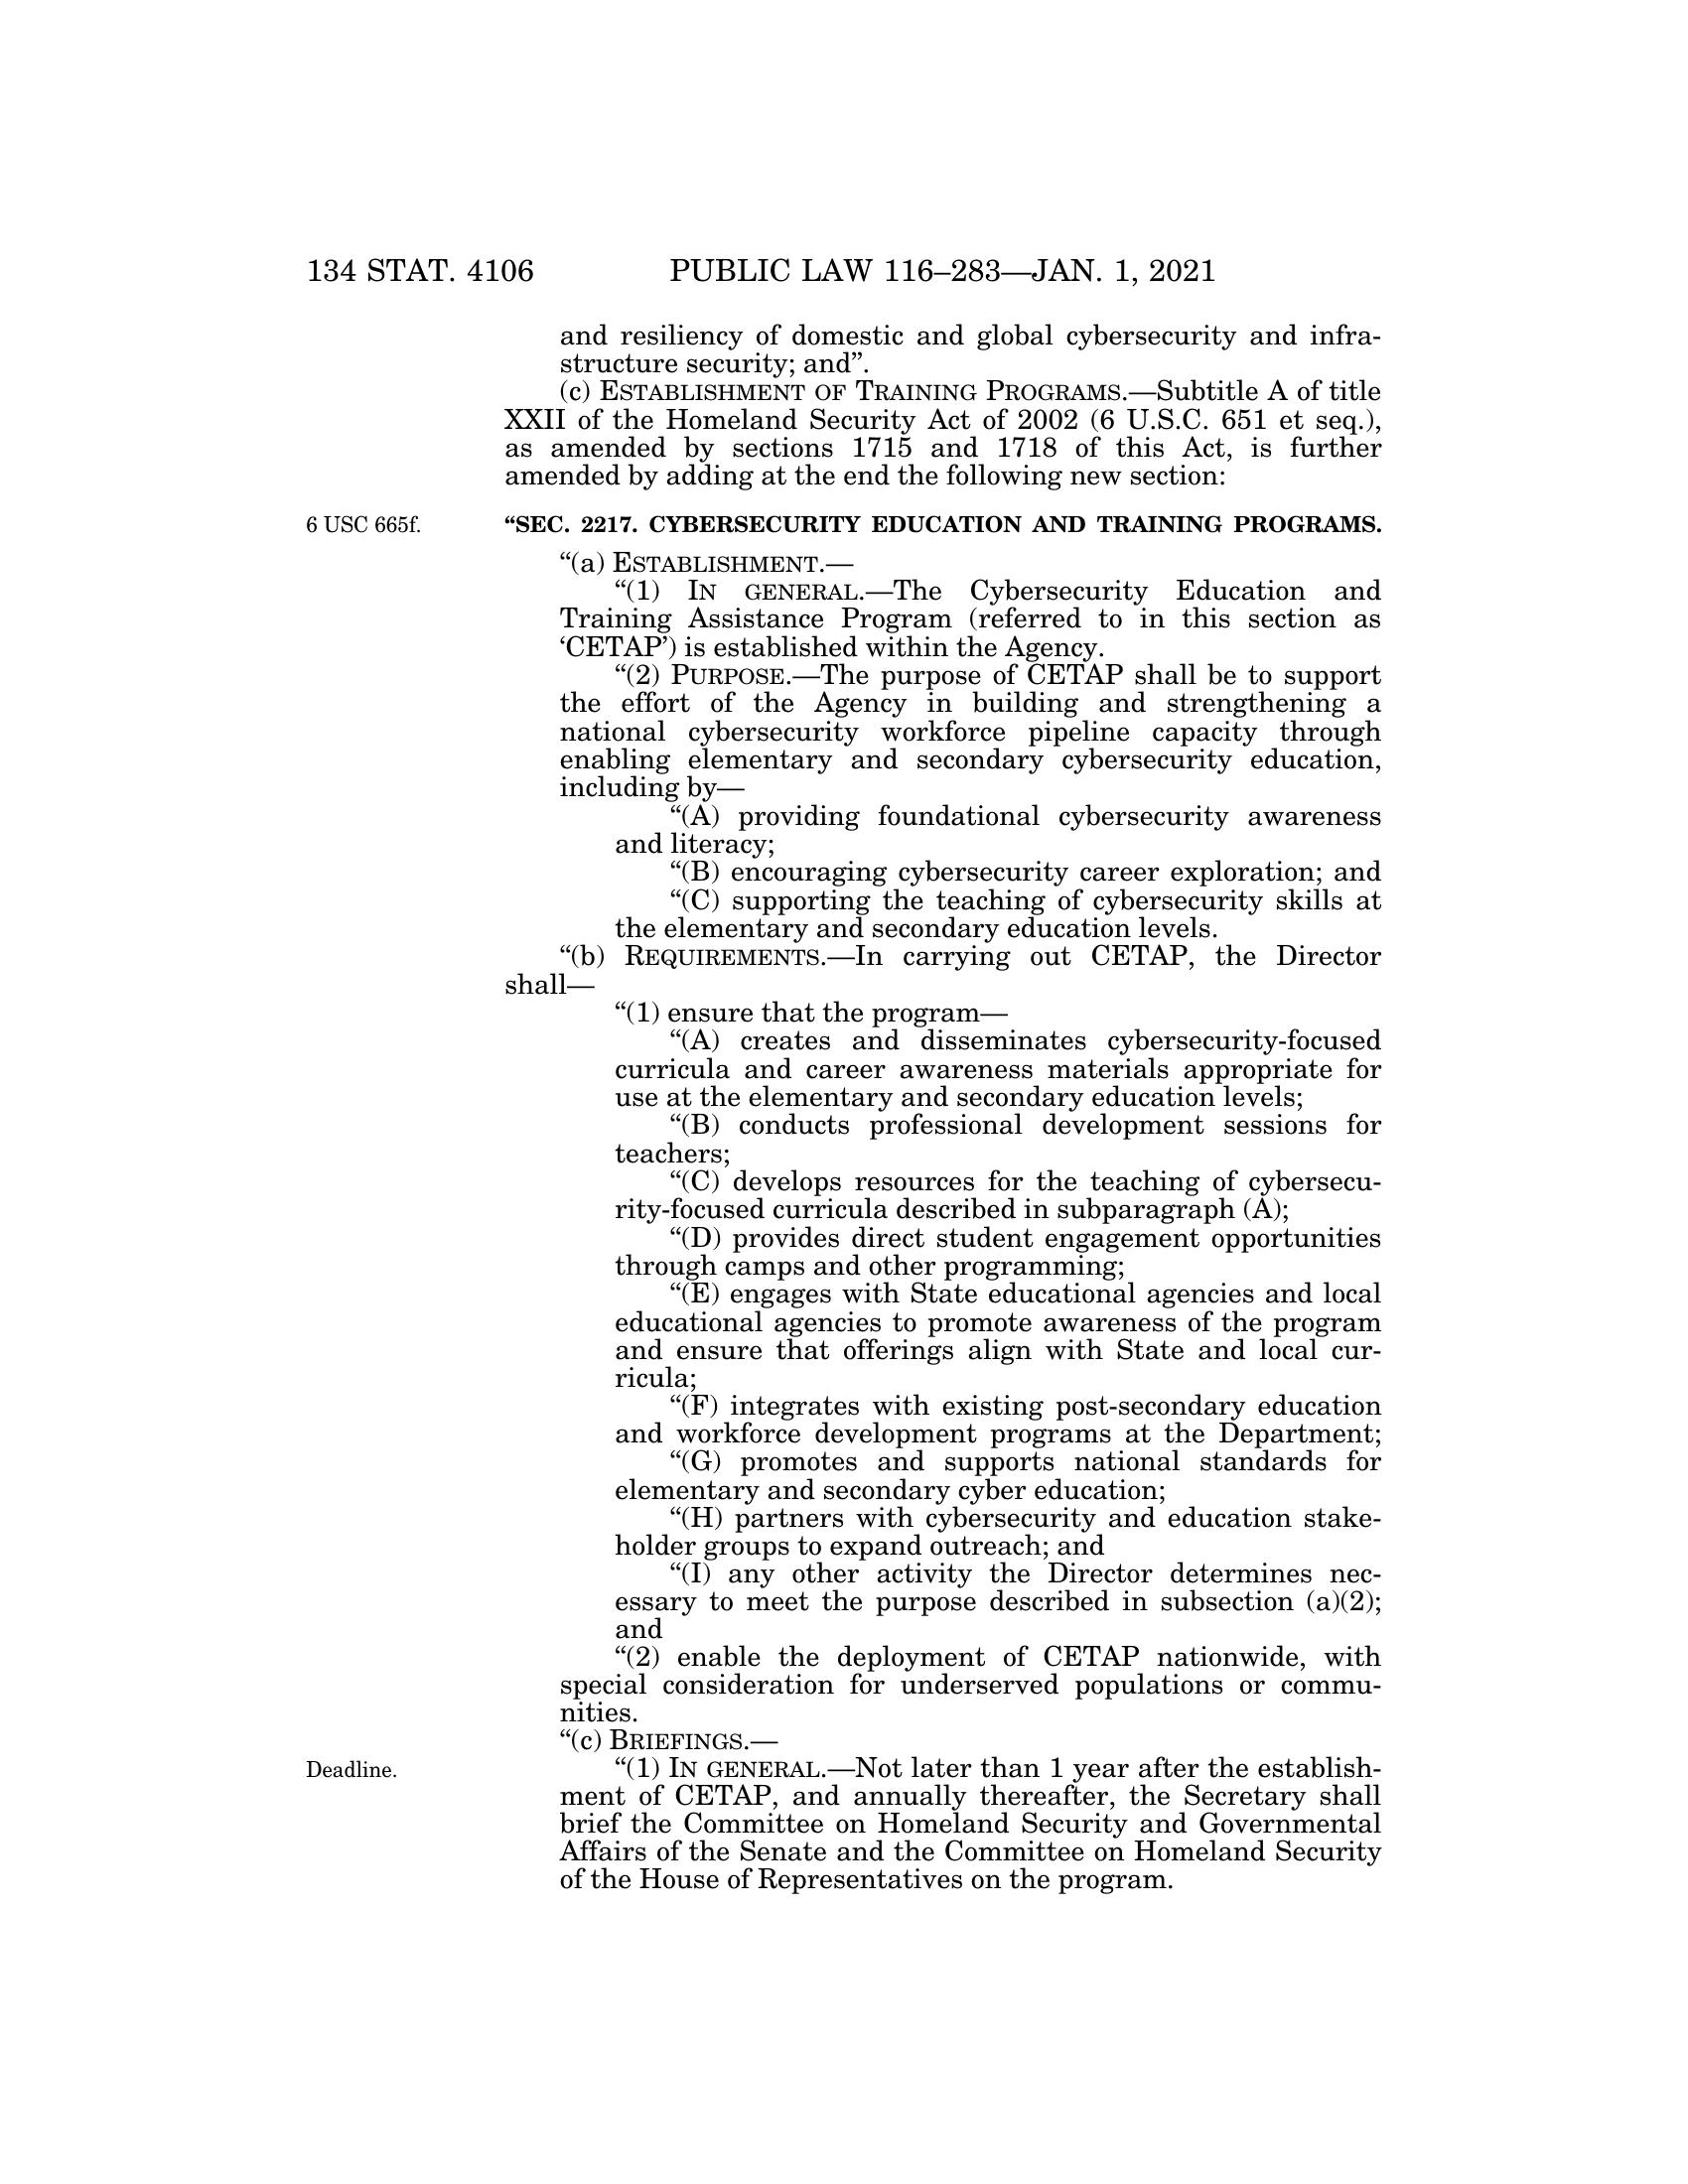 134 STAT. 4106 PUBLIC LAW 116–283—JAN. 1, 2021
and resiliency of domestic and global cybersecurity and infra-
structure security; and”.
(c) ESTABLISHMENT OF TRAINING PROGRAMS.—Subtitle A of title
XXII of the Homeland Security Act of 2002 (6 U.S.C. 651 et seq.),
as amended by sections 1715 and 1718 of this Act, is further
amended by adding at the end the following new section:
6 USC 665f.
“SEC. 2217. CYBERSECURITY EDUCATION AND TRAINING PROGRAMS.
“(a) ESTABLISHMENT.—
“(1) IN GENERAL.—The Cybersecurity Education and
Training Assistance Program (referred to in this section as
‘CETAP’) is established within the Agency.
“(2) PURPOSE.—The purpose of CETAP shall be to support
the effort of the Agency in building and strengthening a
national cybersecurity workforce pipeline capacity through
enabling elementary and secondary cybersecurity education,
including by—
“(A) providing foundational cybersecurity awareness
and literacy;
“(B) encouraging cybersecurity career exploration; and
“(C) supporting the teaching of cybersecurity skills at
the elementary and secondary education levels.
“(b) REQUIREMENTS.—In carrying out CETAP, the Director
shall—
“(1) ensure that the program—
“(A) creates and disseminates cybersecurity-focused
curricula and career awareness materials appropriate for
use at the elementary and secondary education levels;
“(B) conducts professional development sessions for
teachers;
“(C) develops resources for the teaching of cybersecu-
rity-focused curricula described in subparagraph (A);
“(D) provides direct student engagement opportunities
through camps and other programming;
“(E) engages with State educational agencies and local
educational agencies to promote awareness of the program
and ensure that offerings align with State and local cur-
ricula;
“(F) integrates with existing post-secondary education
and workforce development programs at the Department;
“(G) promotes and supports national standards for
elementary and secondary cyber education;
“(H) partners with cybersecurity and education stake-
holder groups to expand outreach; and
“(I) any other activity the Director determines nec-
essary to meet the purpose described in subsection (a)(2);
and
“(2) enable the deployment of CETAP nationwide, with
special consideration for underserved populations or commu-
nities.
“(c) BRIEFINGS.—
Deadline.
“(1) IN GENERAL.—Not later than 1 year after the establish-
ment of CETAP, and annually thereafter, the Secretary shall
brief the Committee on Homeland Security and Governmental
Affairs of the Senate and the Committee on Homeland Security
of the House of Representatives on the program.